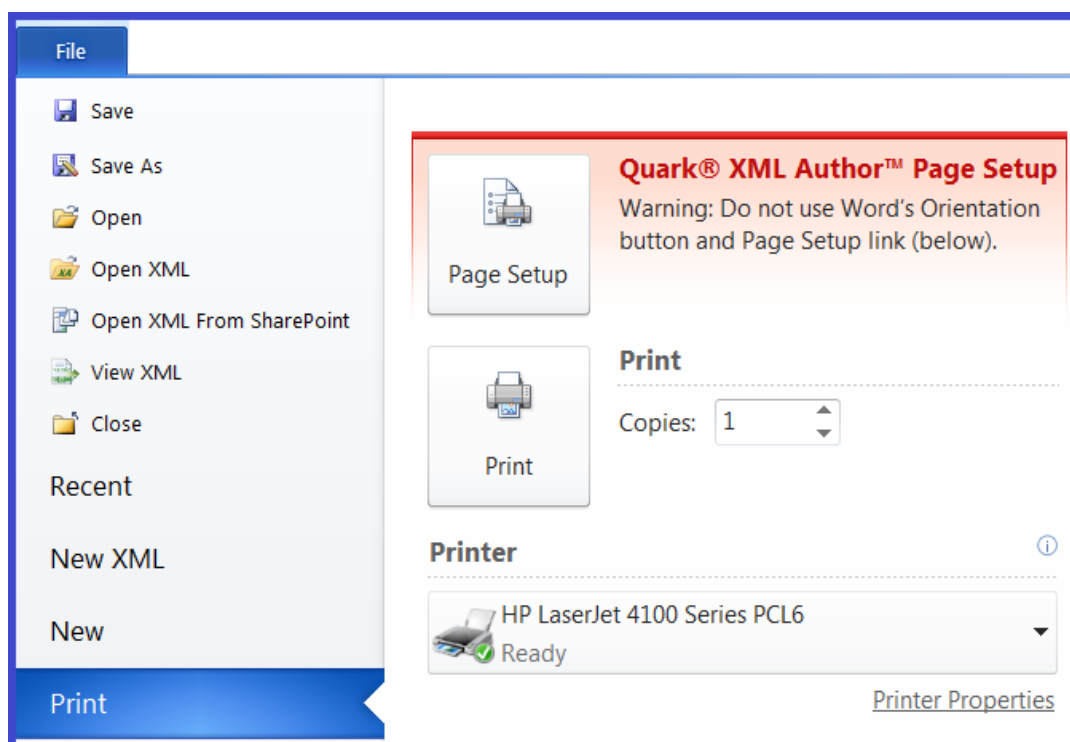 File
Save
Save As
Open
Open XML
Open XML From SharePoint
View XML
Close
Recent
New XML
New
Print
Quark® XML Author™ Page Setup
Warning: Do not use Word's Orientation
button and Page Setup link (below).
Page Setup
Print
Copies: 1
Print
Printer
HP LaserJet 4100 Series PCL6
Ready
Printer Properties